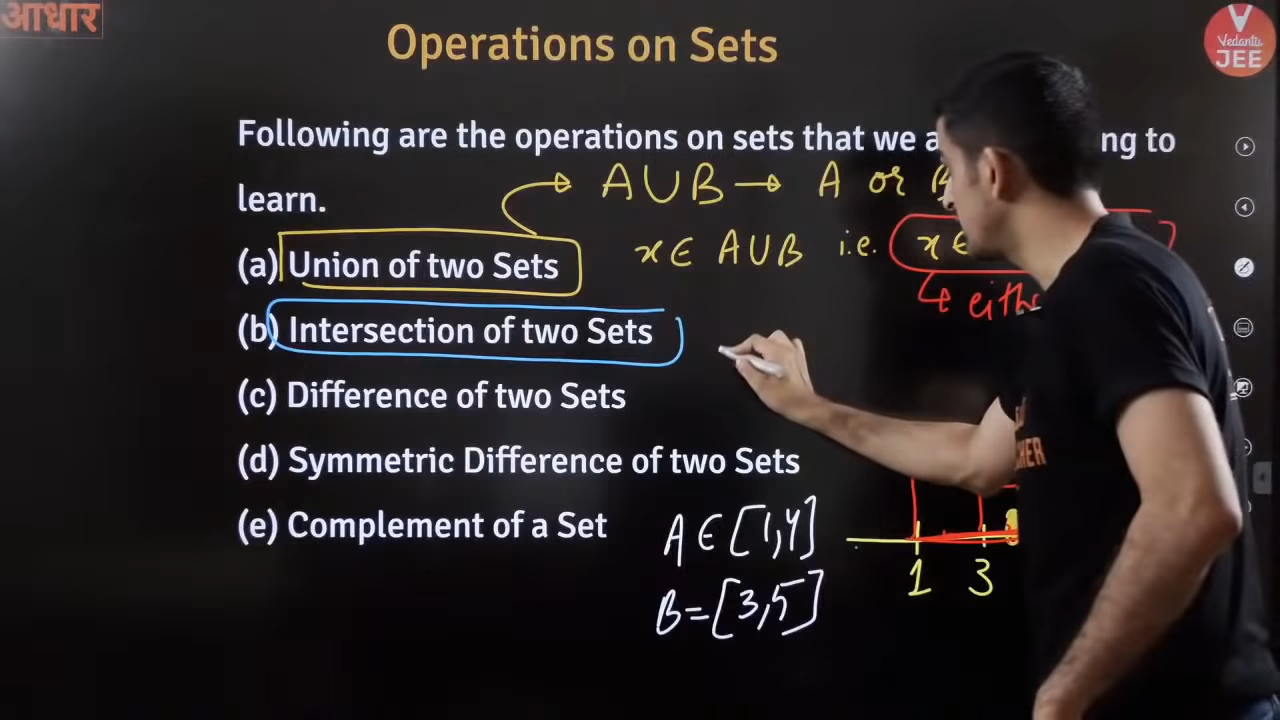 आधार
Vedantu
JEE
Operations on Sets
Following are the operations on sets that we a ng to
learn.
A ∪ B → A or B
(a) Union of two Sets
x ∈ A ∪ B i.e. x ∈
(b) Intersection of two Sets
(c) Difference of two Sets
(d) Symmetric Difference of two Sets
(e) Complement of a Set
A ∈ [1,4]
B = [3,5]
1 3